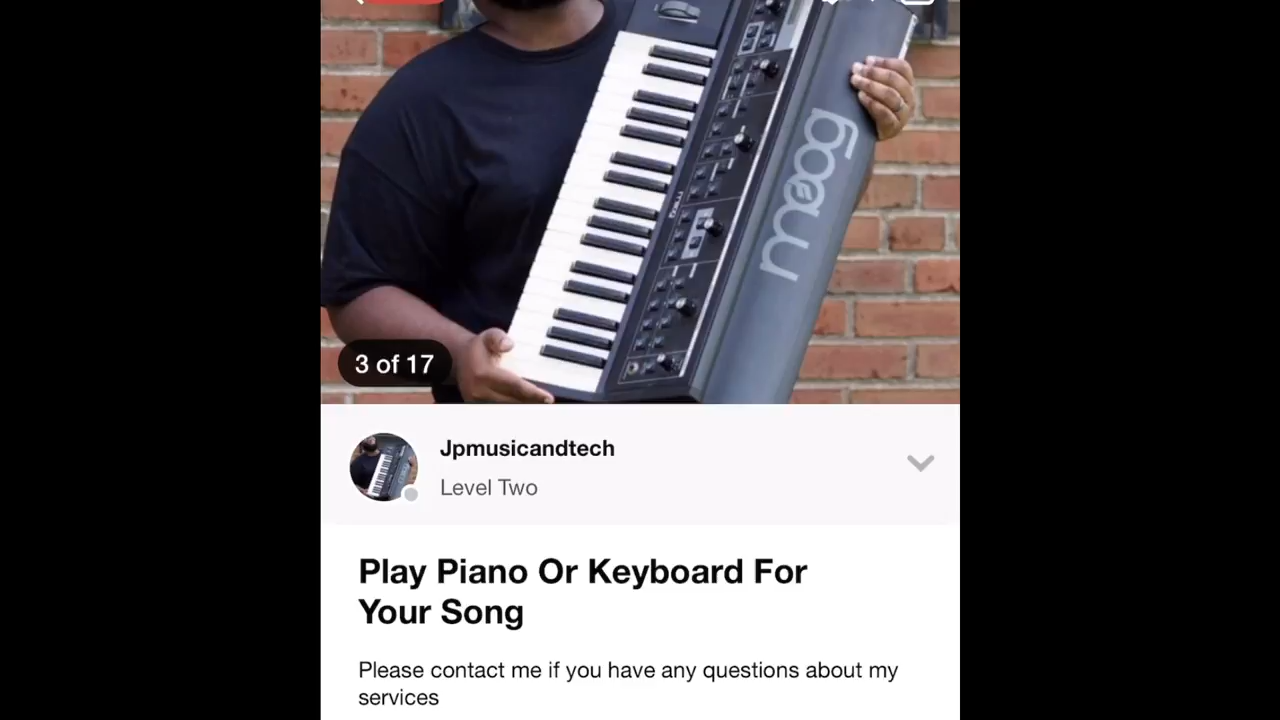 moog
3 of 17
Jpmusicandtech
Level Two
Play Piano Or Keyboard For
Your Song
Please contact me if you have any questions about my
services